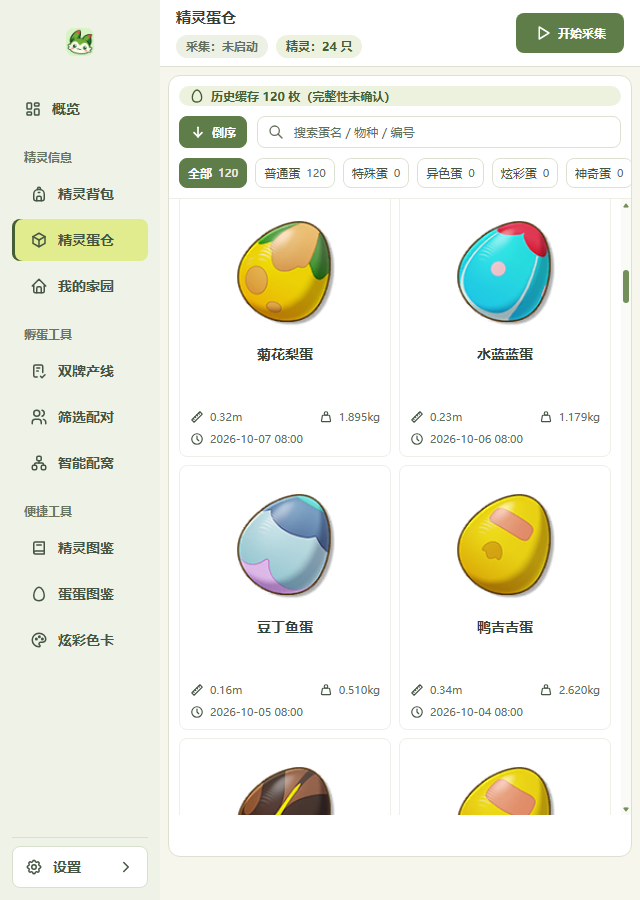 概览
精灵信息
精灵背包
精灵蛋仓
我的家园
孵蛋工具
双牌产线
筛选配对
智能配窝
便捷工具
精灵图鉴
蛋蛋图鉴
炫彩色卡
设置
精灵蛋仓
采集：未启动 精灵：24 只
开始采集
历史缓存 120 枚（完整性未确认）
倒序 搜索蛋名 / 物种 / 编号
全部 120 普通蛋 120 特殊蛋 0 异色蛋 0 炫彩蛋 0 神奇蛋 0
菊花梨蛋
0.32m 1.895kg
2026-10-07 08:00
水蓝蓝蛋
0.23m 1.179kg
2026-10-06 08:00
豆丁鱼蛋
0.16m 0.510kg
2026-10-05 08:00
鸭吉吉蛋
0.34m 2.620kg
2026-10-04 08:00